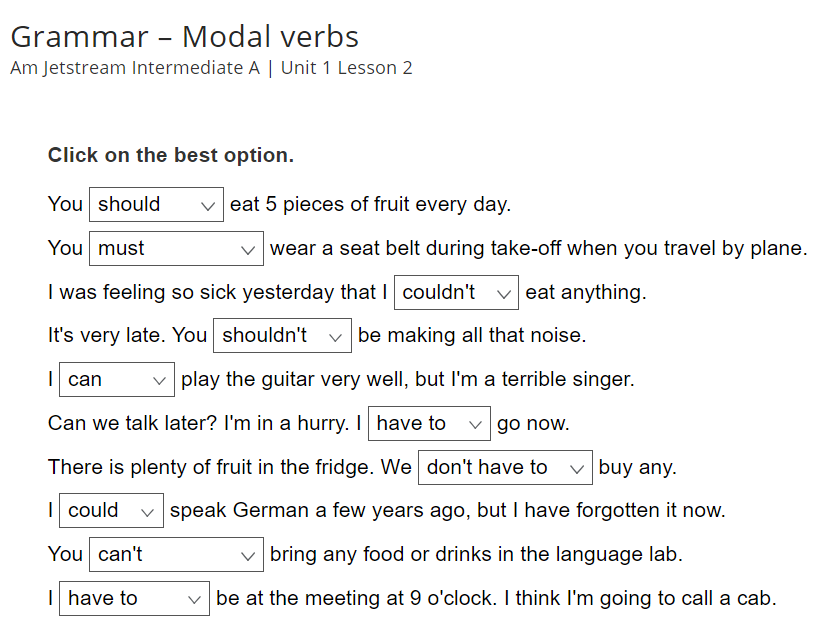 Grammar – Modal verbs
Am Jetstream Intermediate A | Unit 1 Lesson 2
Click on the best option.
You should eat 5 pieces of fruit every day.
You must wear a seat belt during take-off when you travel by plane.
I was feeling so sick yesterday that I couldn't eat anything.
It's very late. You shouldn't be making all that noise.
I can play the guitar very well, but I'm a terrible singer.
Can we talk later? I'm in a hurry. I have to go now.
There is plenty of fruit in the fridge. We don't have to buy any.
I could speak German a few years ago, but I have forgotten it now.
You can't bring any food or drinks in the language lab.
I have to be at the meeting at 9 o'clock. I think I'm going to call a cab.